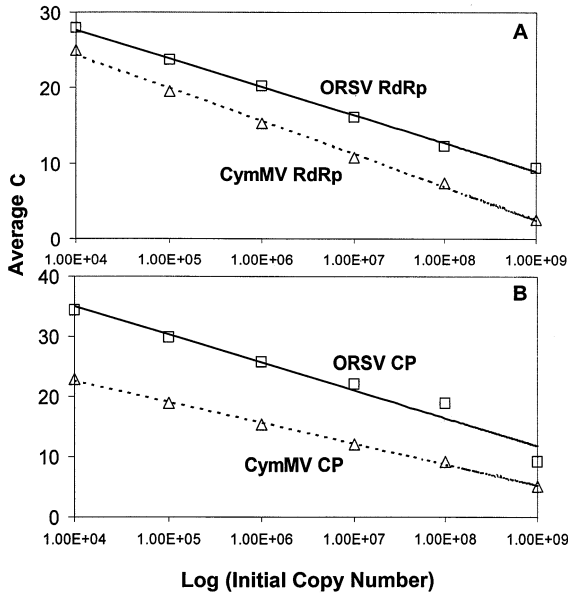 30
A
ORSV RdRp
20
10
CymMV RdRp
0
1.00E+04 1.00E+05 1.00E+06 1.00E+07 1.00E+08 1.00E+09
Average C
40
B
30
ORSV CP
20
10
CymMV CP
0
1.00E+04 1.00E+05 1.00E+06 1.00E+07 1.00E+08 1.00E+09
Log (Initial Copy Number)